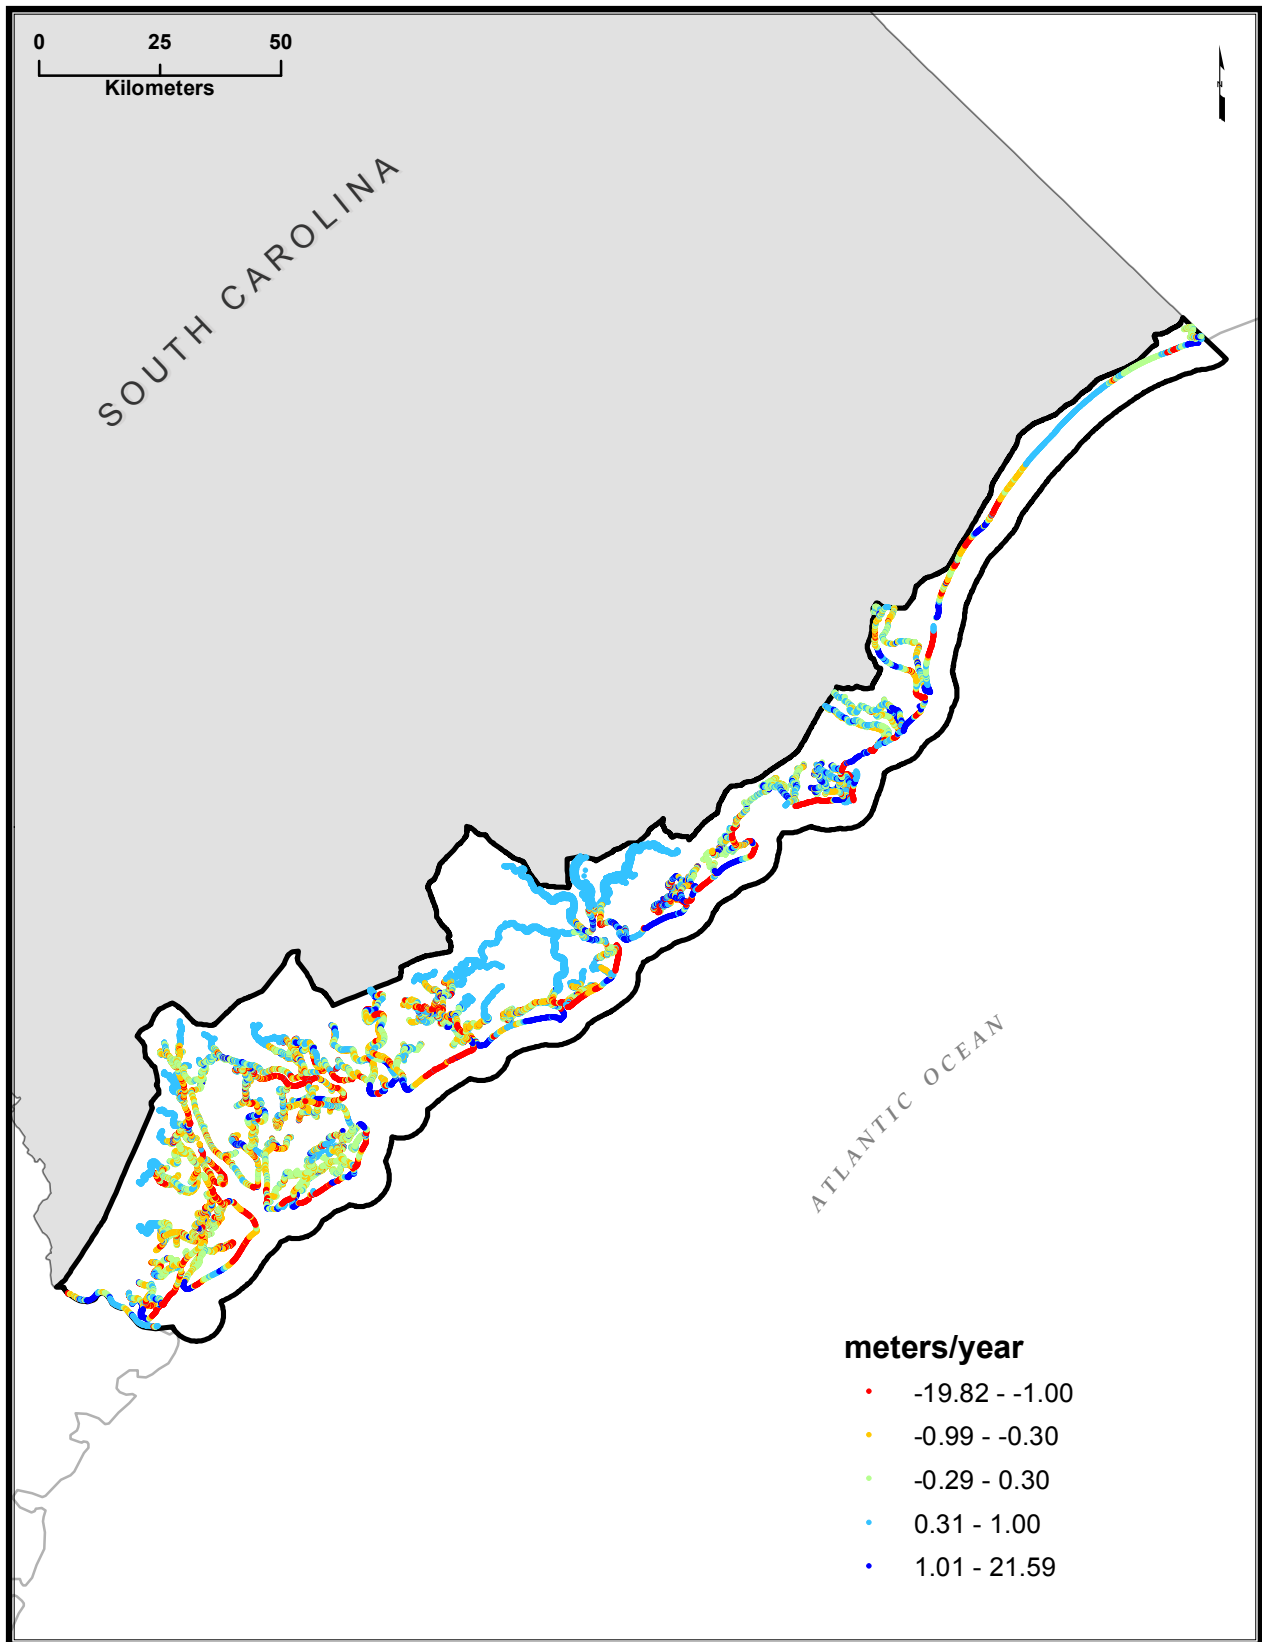 0 25 50
Kilometers
N
SOUTH CAROLINA
ATLANTIC OCEAN
meters/year
-19.82 - -1.00
-0.99 - -0.30
-0.29 - 0.30
0.31 - 1.00
1.01 - 21.59